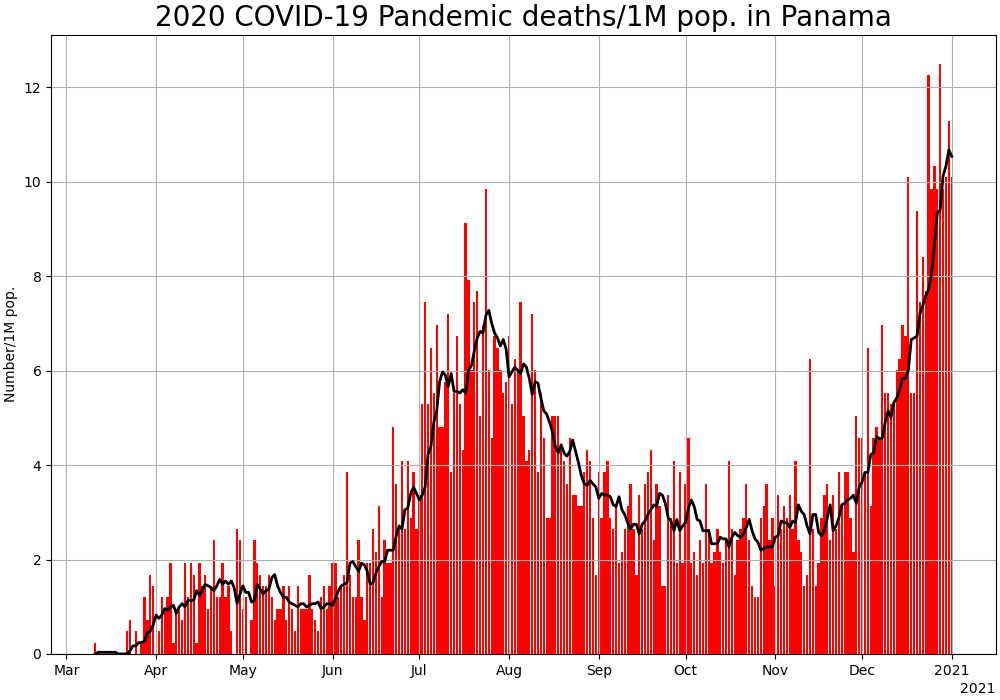 2020 COVID-19 Pandemic deaths/1M pop. in Panama
Number/1M pop.
12
10
8
6
4
2
0
Mar Apr May Jun Jul Aug Sep Oct Nov Dec 2021
2021